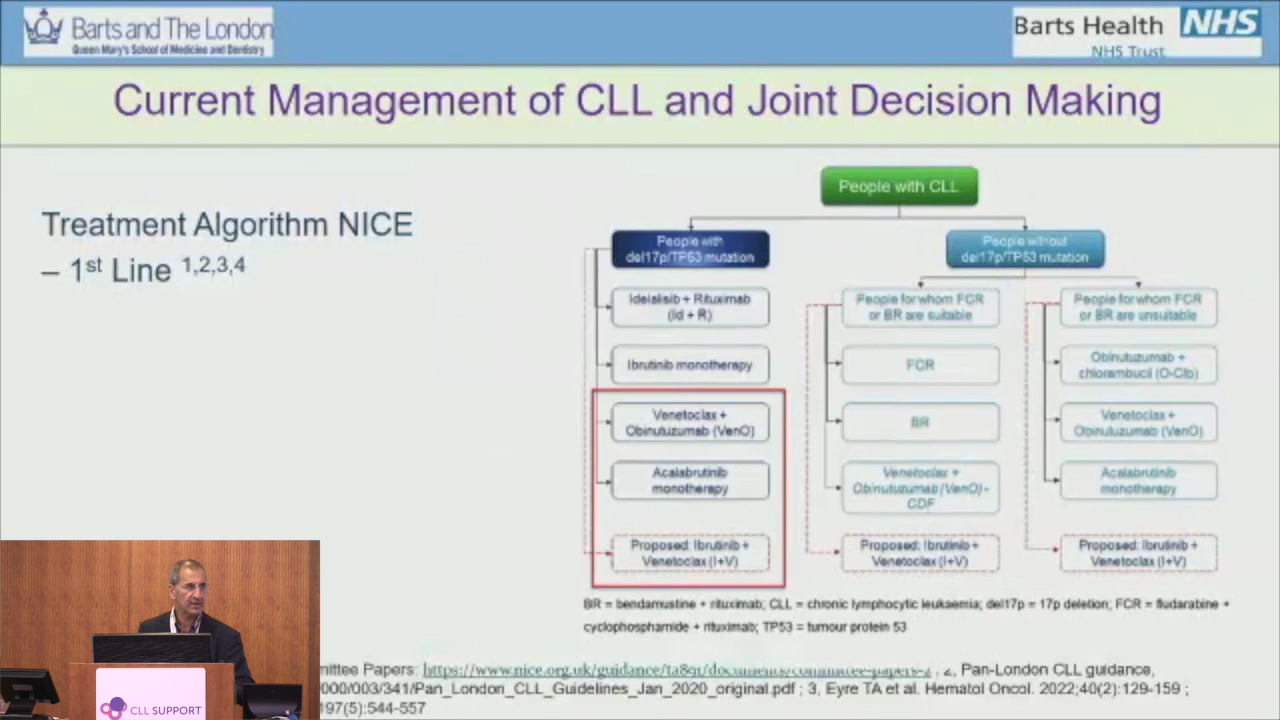 Barts and The London
Queen Mary's School of Medicine and Dentistry
Barts Health NHS
NHS Trust
Current Management of CLL and Joint Decision Making
Treatment Algorithm NICE
– 1st Line 1,2,3,4
People with CLL
People with
del17p/TP53 mutation
Idelalisib + Rituximab
(Id + R)
Ibrutinib monotherapy
Venetoclax +
Obinutuzumab (VenO)
Acalabrutinib
monotherapy
Proposed: Ibrutinib +
Venetoclax (I+V)
People without
del17p/TP53 mutation
People for whom FCR
or BR are suitable
FCR
BR
Venetoclax +
Obinutuzumab (VenO) -
CDF
Proposed: Ibrutinib +
Venetoclax (I+V)
People for whom FCR
or BR are unsuitable
Obinutuzumab +
chlorambucil (O-Clb)
Venetoclax +
Obinutuzumab (VenO)
Acalabrutinib
monotherapy
Proposed: Ibrutinib +
Venetoclax (I+V)
BR = bendamustine + rituximab; CLL = chronic lymphocytic leukaemia; del17p = 17p deletion; FCR = fludarabine +
cyclophosphamide + rituximab; TP53 = tumour protein 53
mittee Papers: , 2, Pan-London CLL guidance,
000/003/341/Pan_London_CLL_Guidelines_Jan_2020_original.pdf ; 3, Eyre TA et al. Hematol Oncol. 2022;40(2):129-159 ;
197(5):544-557
CLL SUPPORT